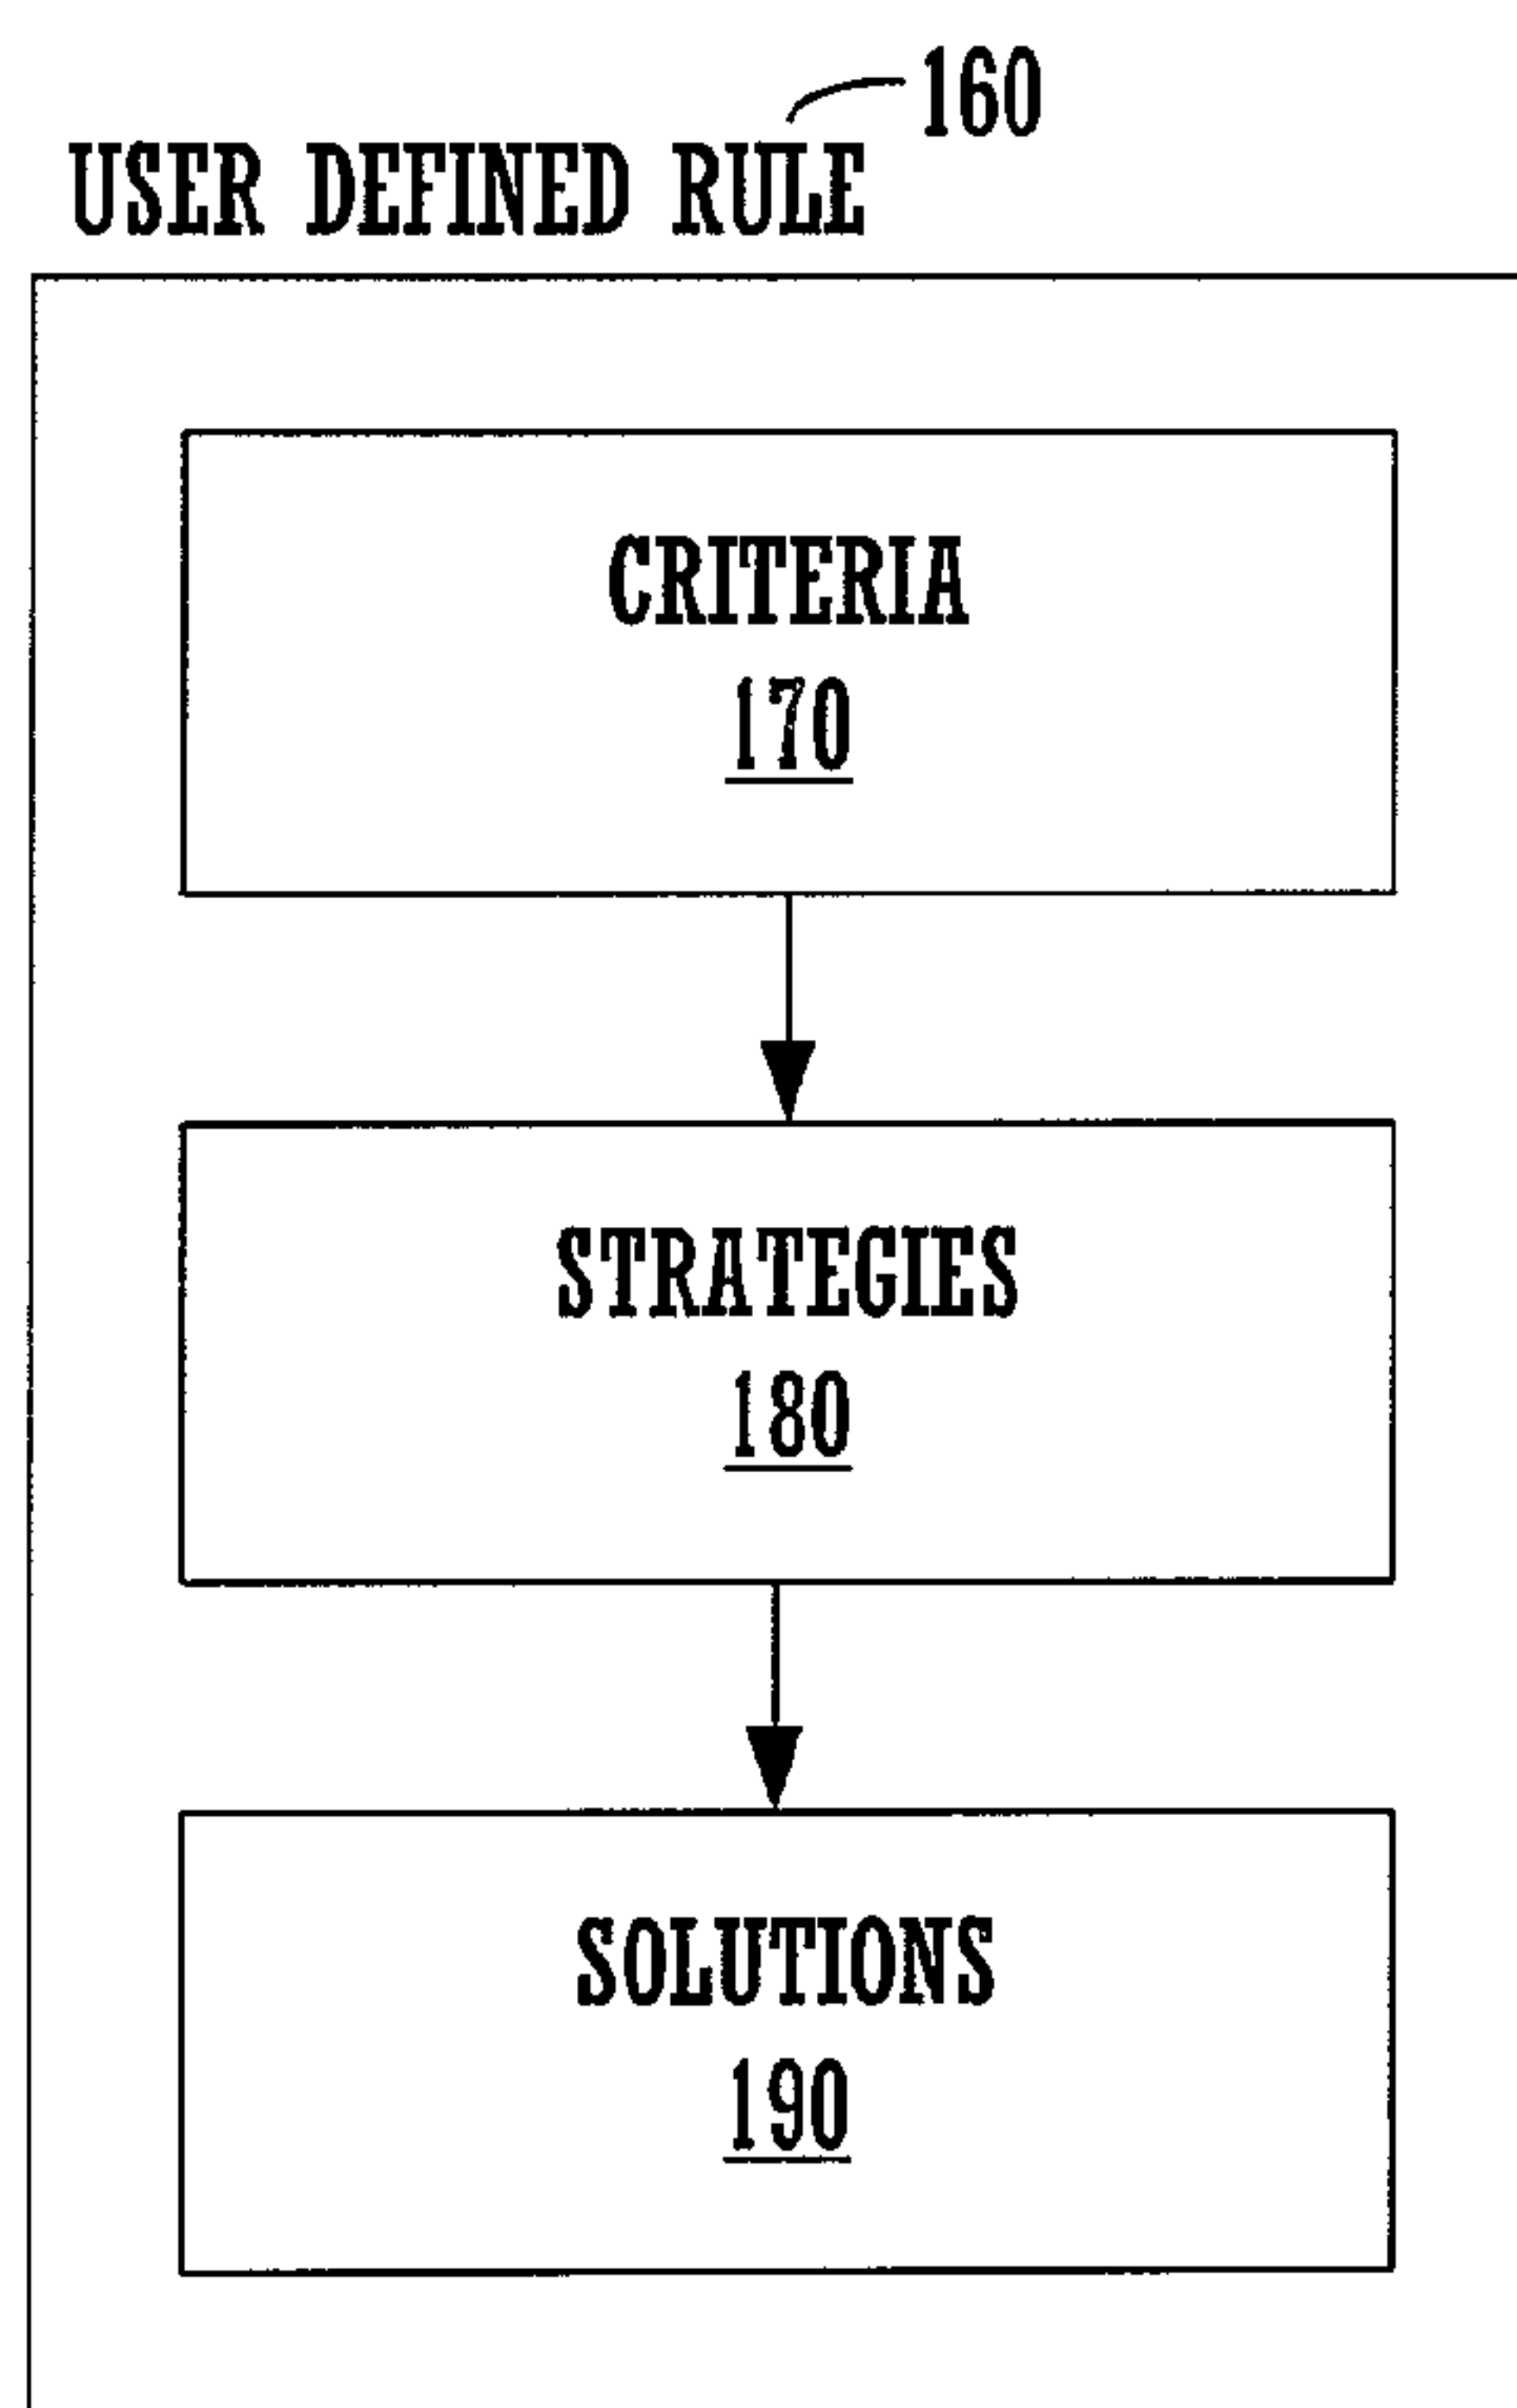 160
USER DEFINED RULE
CRITERIA
170
STRATEGIES
180
SOLUTIONS
190